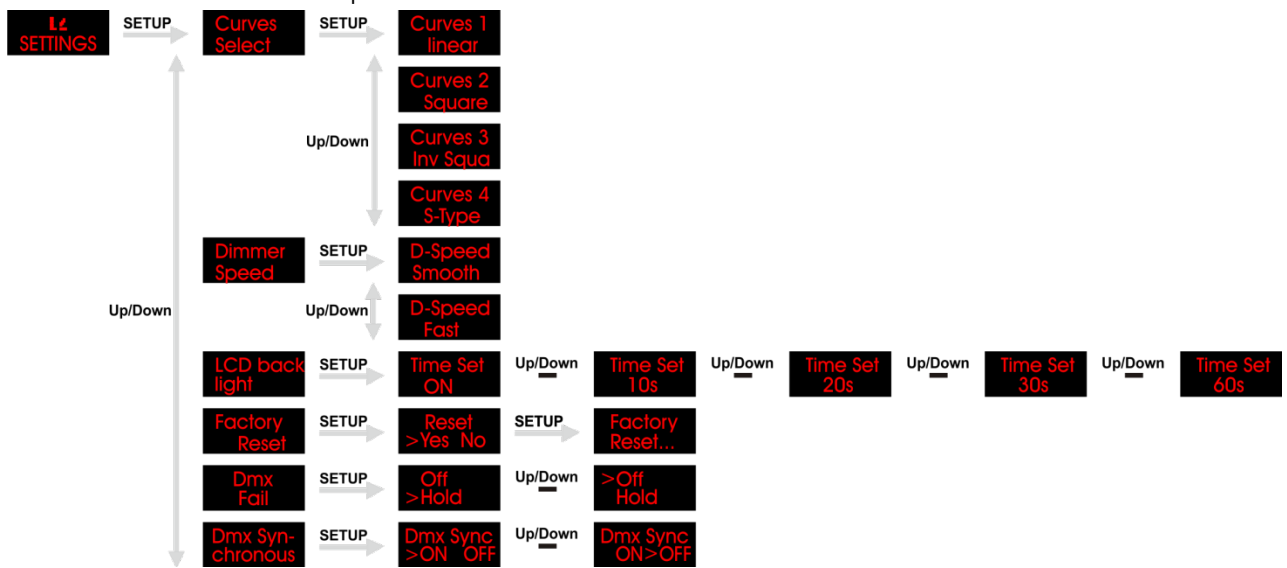 SETTINGS
SETUP
Curves
Select
SETUP
Curves 1
linear
Curves 2
Square
Up/Down
Curves 3
Inv Squa
Curves 4
S-Type
Dimmer
Speed
SETUP
D-Speed
Smooth
Up/Down
Up/Down
D-Speed
Fast
LCD back
light
SETUP
Time Set
ON
Up/Down
Time Set
10s
Up/Down
Time Set
20s
Up/Down
Time Set
30s
Up/Down
Time Set
60s
Factory
Reset
SETUP
Reset
>Yes No
SETUP
Factory
Reset...
Dmx
Fail
SETUP
Off
>Hold
Up/Down
>Off
Hold
Dmx Syn-
chronous
SETUP
Dmx Sync
>ON OFF
Up/Down
Dmx Sync
ON>OFF